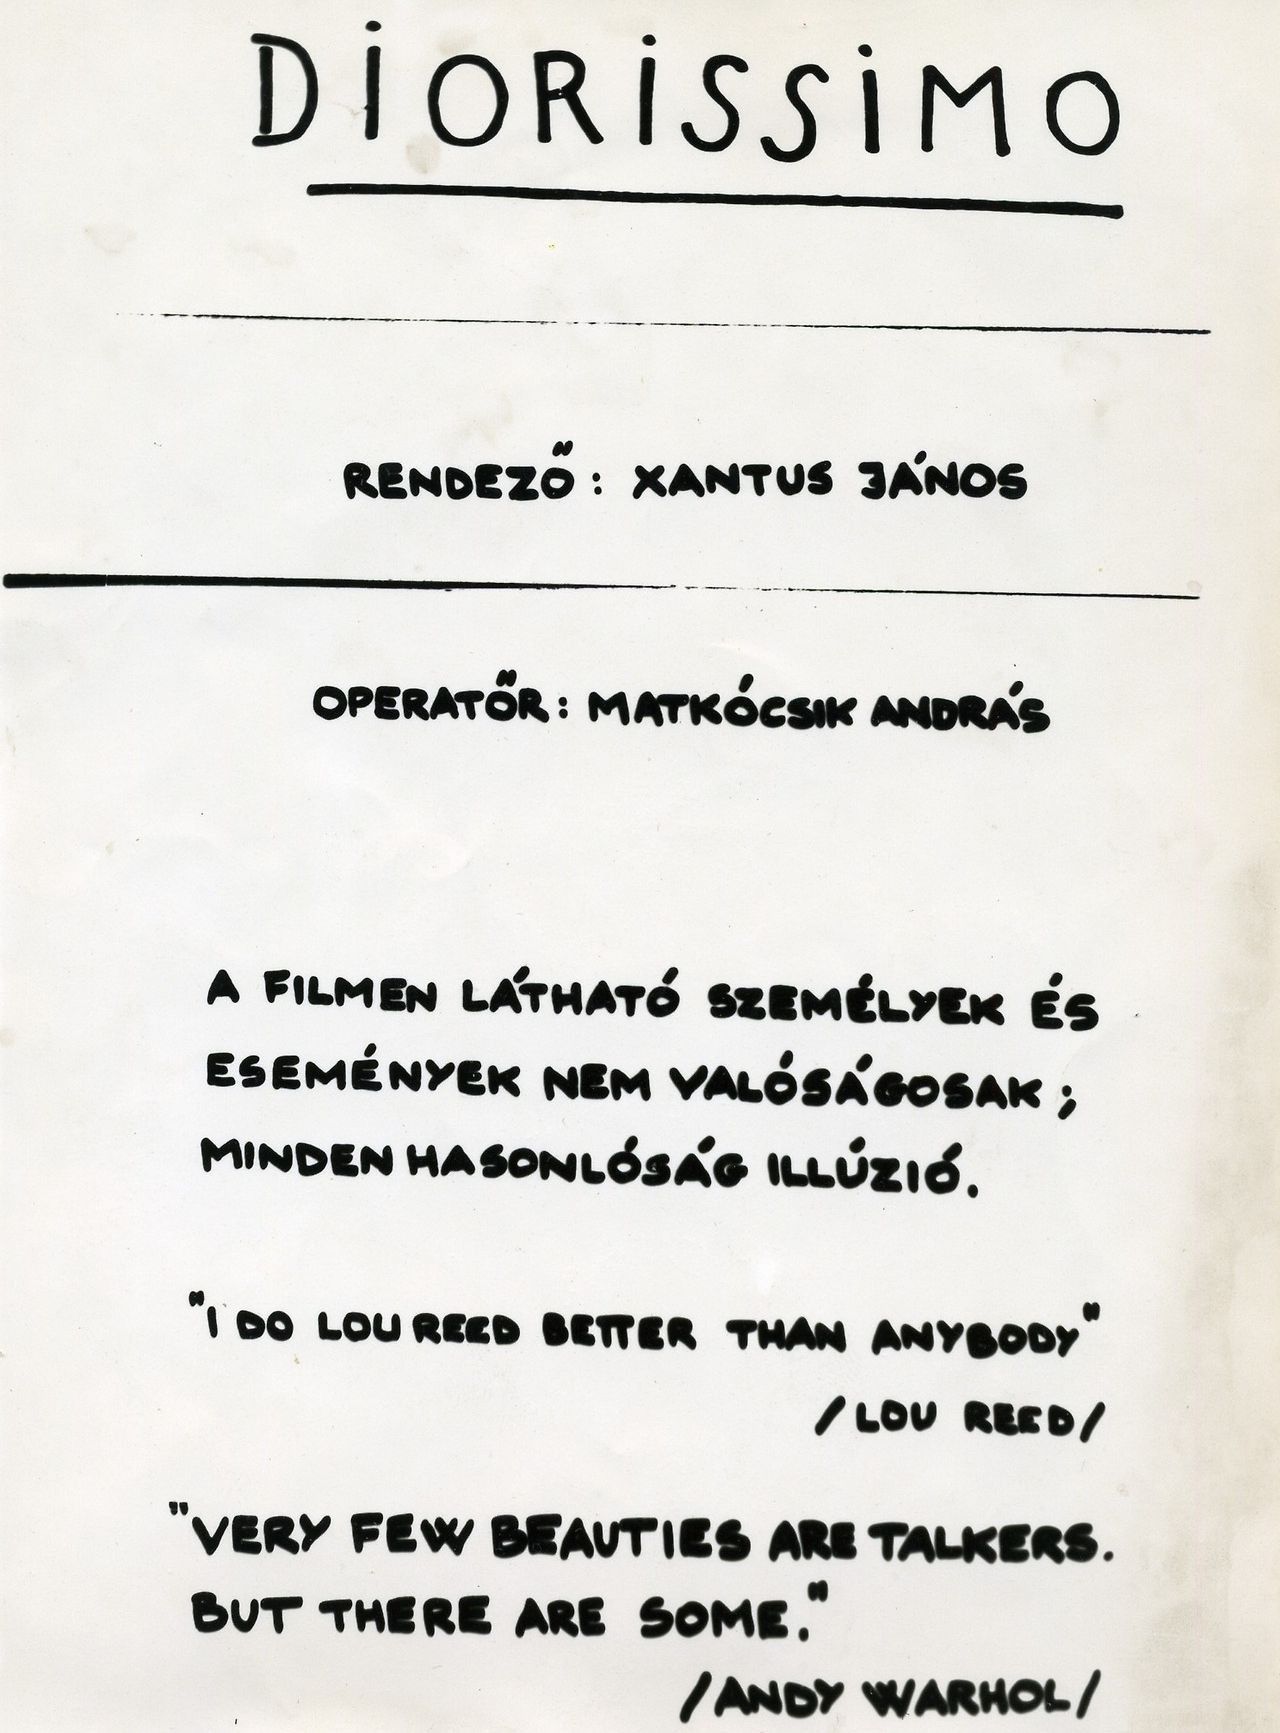 DIORISSIMO
RENDEZŐ: XANTUS JÁNOS
OPERATŐR: MATKÓCSIK ANDRÁS
A FILMEN LÁTHATÓ SZEMÉLYEK ÉS
ESEMÉNYEK NEM VALÓSÁGOSAK;
MINDEN HASONLÓSÁG ILLÚZIÓ.
"I DO LOU REED BETTER THAN ANYBODY"
/LOU REED/
"VERY FEW BEAUTIES ARE TALKERS.
BUT THERE ARE SOME."
/ANDY WARHOL/